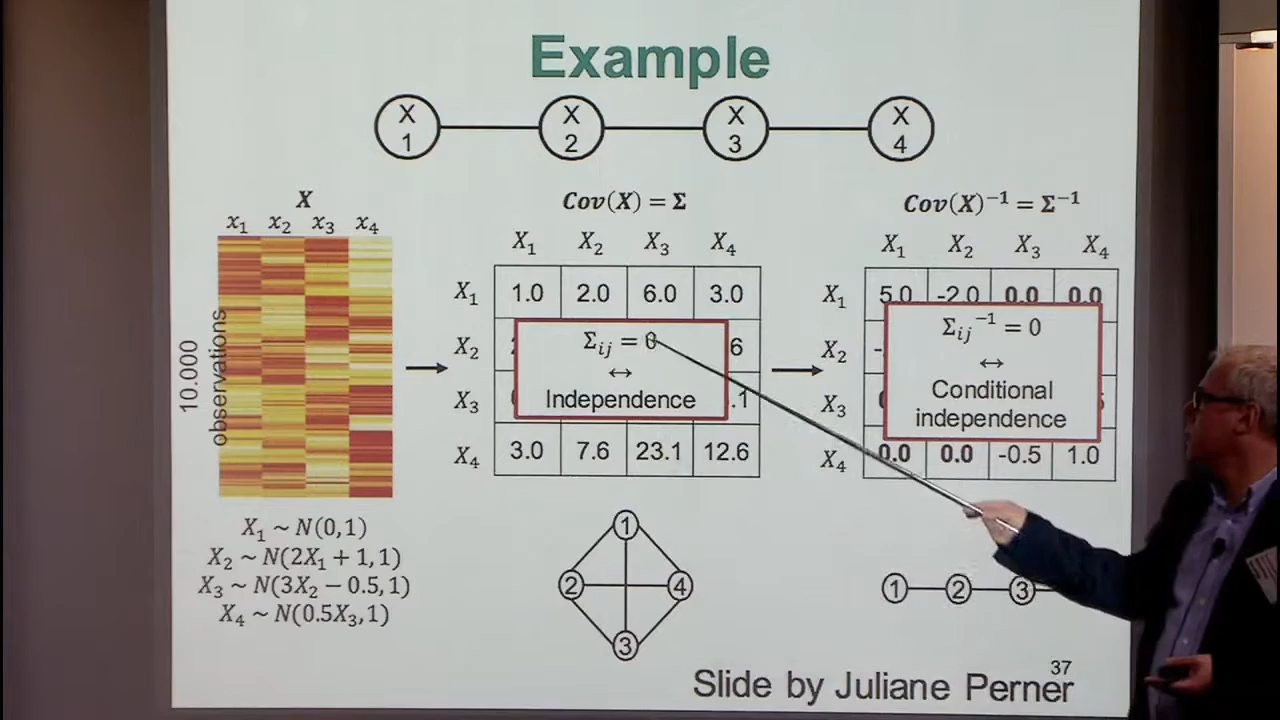 Example
X 1
X 2
X 3
X 4
X
x₁ x₂ x₃ x₄
10.000 observations
X₁ ~ N(0,1)
X₂ ~ N(2X₁ + 1, 1)
X₃ ~ N(3X₂ − 0.5, 1)
X₄ ~ N(0.5X₃, 1)
Cov(X) = Σ
X₁ X₂ X₃ X₄
X₁ 1.0 2.0 6.0 3.0
X₂ 6
X₃ .1
X₄ 3.0 7.6 23.1 12.6
Σᵢⱼ = 0
↔
Independence
1
2 4
3
Cov(X)⁻¹ = Σ⁻¹
X₁ X₂ X₃ X₄
X₁ 5.0 -2.0 0.0 0.0
X₂ -
X₃
X₄ 0.0 0.0 -0.5 1.0
Σᵢⱼ⁻¹ = 0
↔
Conditional
independence
1 2 3
37
Slide by Juliane Perner